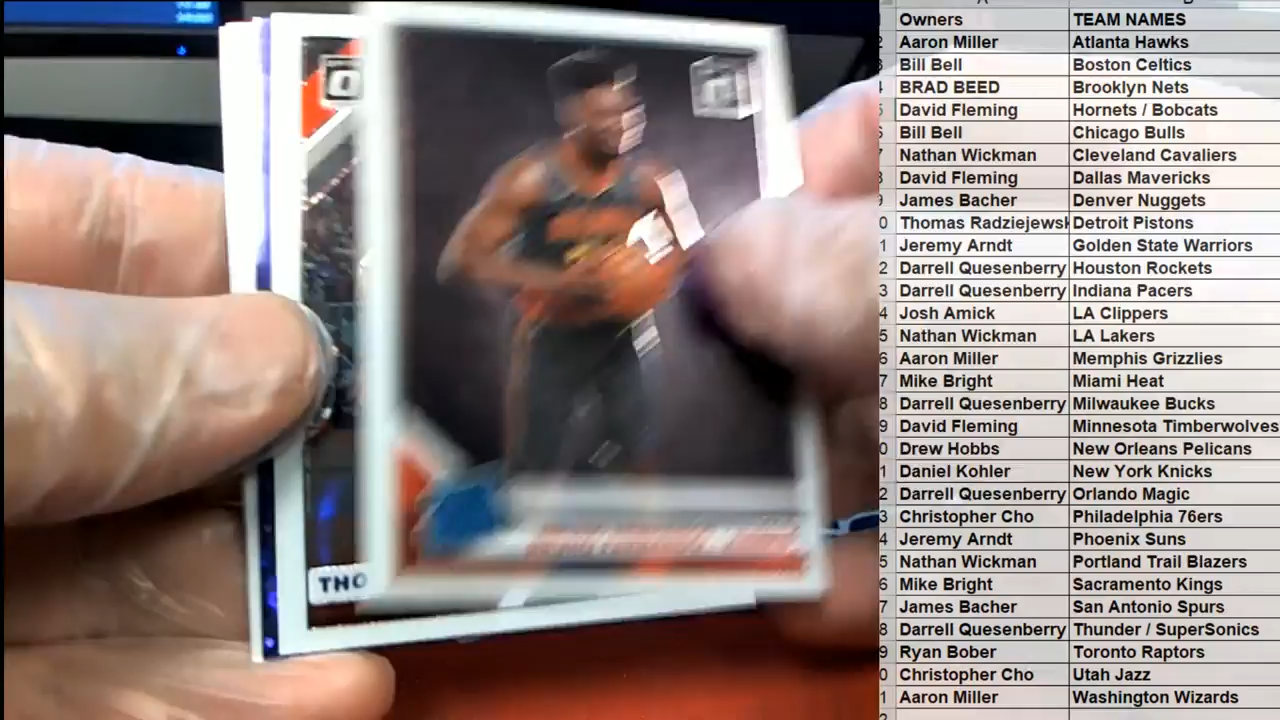 THO
Owners TEAM NAMES
Aaron Miller Atlanta Hawks
Bill Bell Boston Celtics
BRAD BEED Brooklyn Nets
David Fleming Hornets / Bobcats
Bill Bell Chicago Bulls
Nathan Wickman Cleveland Cavaliers
David Fleming Dallas Mavericks
James Bacher Denver Nuggets
Thomas Radziejewsk Detroit Pistons
Jeremy Arndt Golden State Warriors
Darrell Quesenberry Houston Rockets
Darrell Quesenberry Indiana Pacers
Josh Amick LA Clippers
Nathan Wickman LA Lakers
Aaron Miller Memphis Grizzlies
Mike Bright Miami Heat
Darrell Quesenberry Milwaukee Bucks
David Fleming Minnesota Timberwolves
Drew Hobbs New Orleans Pelicans
Daniel Kohler New York Knicks
Darrell Quesenberry Orlando Magic
Christopher Cho Philadelphia 76ers
Jeremy Arndt Phoenix Suns
Nathan Wickman Portland Trail Blazers
Mike Bright Sacramento Kings
James Bacher San Antonio Spurs
Darrell Quesenberry Thunder / SuperSonics
Ryan Bober Toronto Raptors
Christopher Cho Utah Jazz
Aaron Miller Washington Wizards